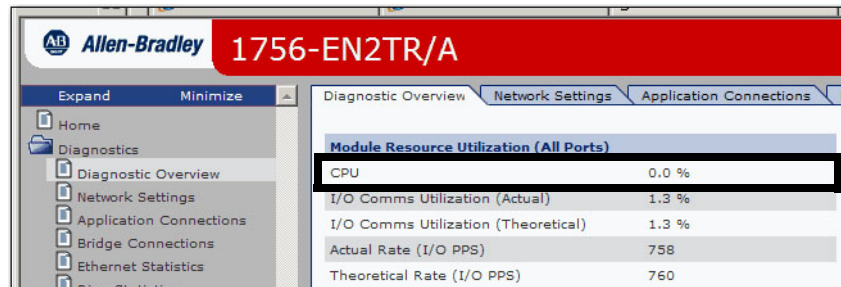 AB Allen-Bradley
1756-EN2TR/A
Expand Minimize
Home
Diagnostics
Diagnostic Overview
Network Settings
Application Connections
Bridge Connections
Ethernet Statistics
Diagnostic Overview Network Settings Application Connections
Module Resource Utilization (All Ports)
CPU 0.0 %
I/O Comms Utilization (Actual) 1.3 %
I/O Comms Utilization (Theoretical) 1.3 %
Actual Rate (I/O PPS) 758
Theoretical Rate (I/O PPS) 760